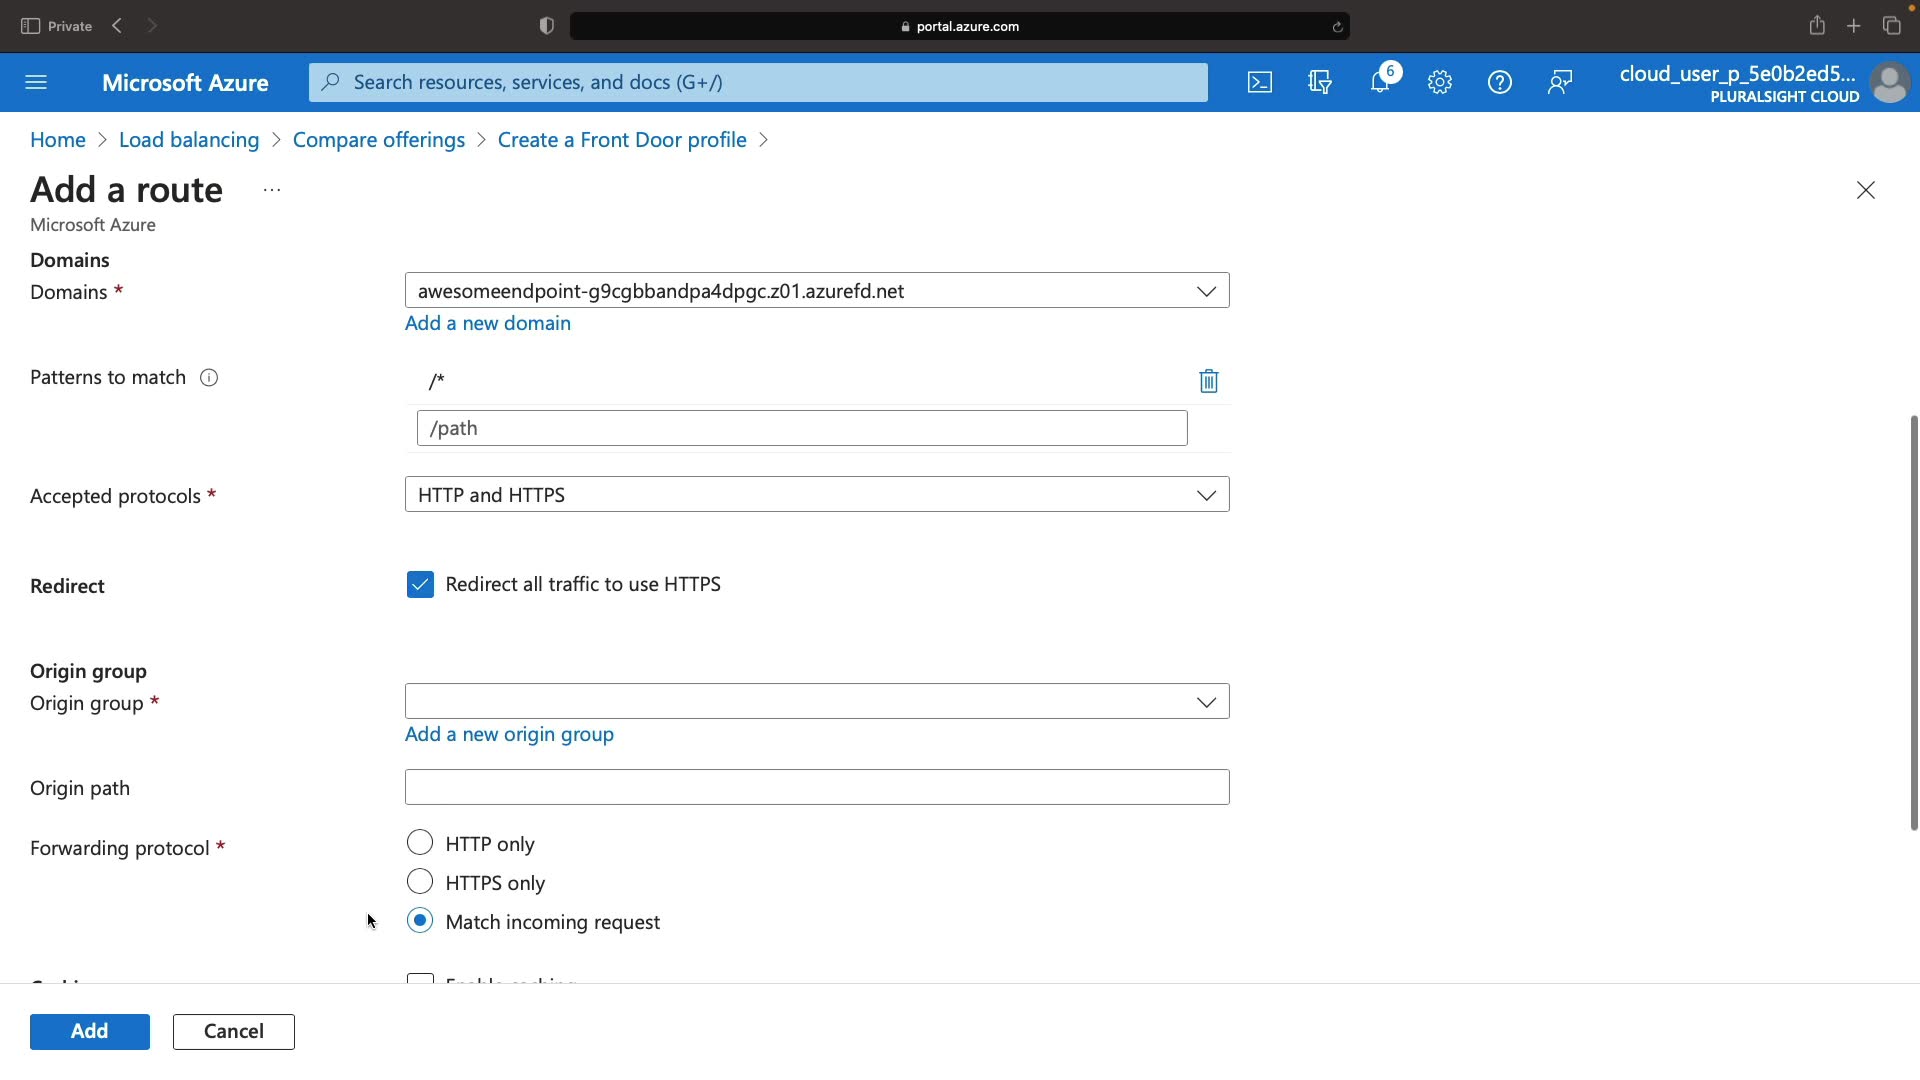 Private
portal.azure.com
Microsoft Azure
Search resources, services, and docs (G+/)
6
cloud_user_p_5e0b2ed5...
PLURALSIGHT CLOUD
Home > Load balancing > Compare offerings > Create a Front Door profile >
Add a route ...
Microsoft Azure
Domains
Domains *
awesomeendpoint-g9cgbbandpa4dpgc.z01.azurefd.net
Add a new domain
Patterns to match
/*
/path
Accepted protocols *
HTTP and HTTPS
Redirect
Redirect all traffic to use HTTPS
Origin group
Origin group *
Add a new origin group
Origin path
Forwarding protocol *
HTTP only
HTTPS only
Match incoming request
Enable caching
Add
Cancel